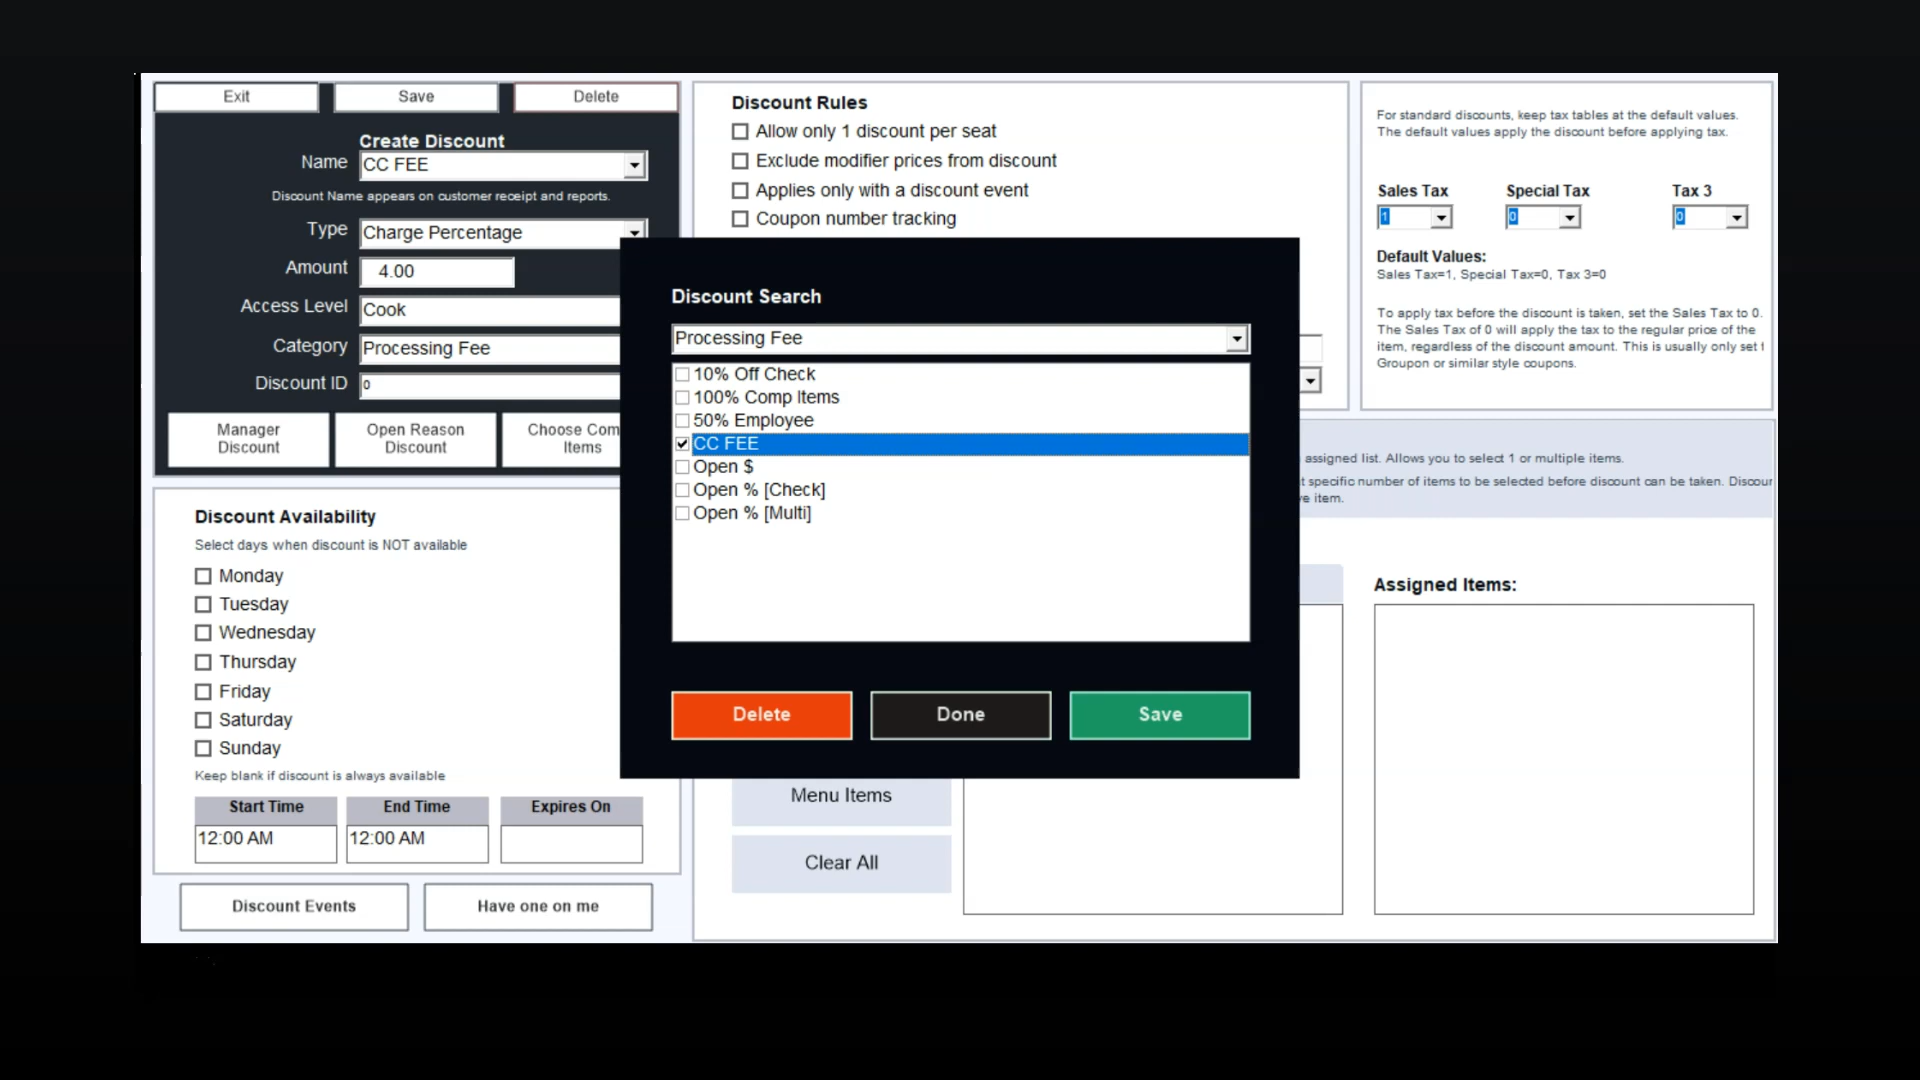 Exit
Save
Delete
Create Discount
Name
CC FEE
Discount Name appears on customer receipt and reports.
Type
Charge Percentage
Amount
4.00
Access Level
Cook
Category
Processing Fee
Discount ID
0
Manager
Discount
Open Reason
Discount
Choose Com
Items
Discount Availability
Select days when discount is NOT available
Monday
Tuesday
Wednesday
Thursday
Friday
Saturday
Sunday
Keep blank if discount is always available
Start Time
End Time
Expires On
12:00 AM
12:00 AM
Discount Events
Have one on me
Discount Rules
Allow only 1 discount per seat
Exclude modifier prices from discount
Applies only with a discount event
Coupon number tracking
Discount Search
Processing Fee
10% Off Check
100% Comp Items
50% Employee
CC FEE
Open $
Open % [Check]
Open % [Multi]
Delete
Done
Save
Menu Items
Clear All
For standard discounts, keep tax tables at the default values.
The default values apply the discount before applying tax.
Sales Tax
Special Tax
Tax 3
1
0
0
Default Values:
Sales Tax=1, Special Tax=0, Tax 3=0
To apply tax before the discount is taken, set the Sales Tax to 0.
The Sales Tax of 0 will apply the tax to the regular price of the
item, regardless of the discount amount. This is usually only set f
Groupon or similar style coupons.
assigned list. Allows you to select 1 or multiple items.
t specific number of items to be selected before discount can be taken. Discour
e item.
Assigned Items: